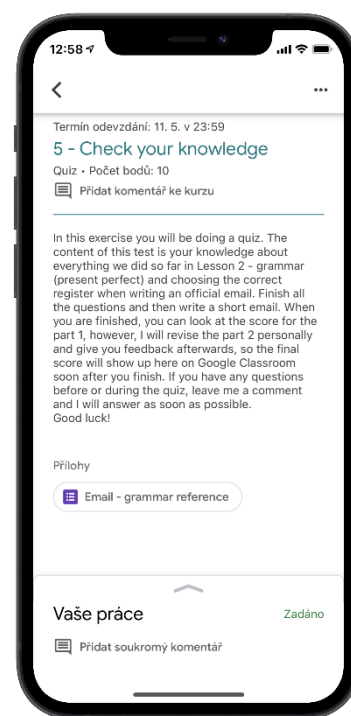 12:58
Termín odevzdání: 11. 5. v 23:59
5 - Check your knowledge
Quiz • Počet bodů: 10
Přidat komentář ke kurzu
In this exercise you will be doing a quiz. The
content of this test is your knowledge about
everything we did so far in Lesson 2 - grammar
(present perfect) and choosing the correct
register when writing an official email. Finish all
the questions and then write a short email. When
you are finished, you can look at the score for the
part 1, however, I will revise the part 2 personally
and give you feedback afterwards, so the final
score will show up here on Google Classroom
soon after you finish. If you have any questions
before or during the quiz, leave me a comment
and I will answer as soon as possible.
Good luck!
Přílohy
Email - grammar reference
Vaše práce
Zadáno
Přidat soukromý komentář